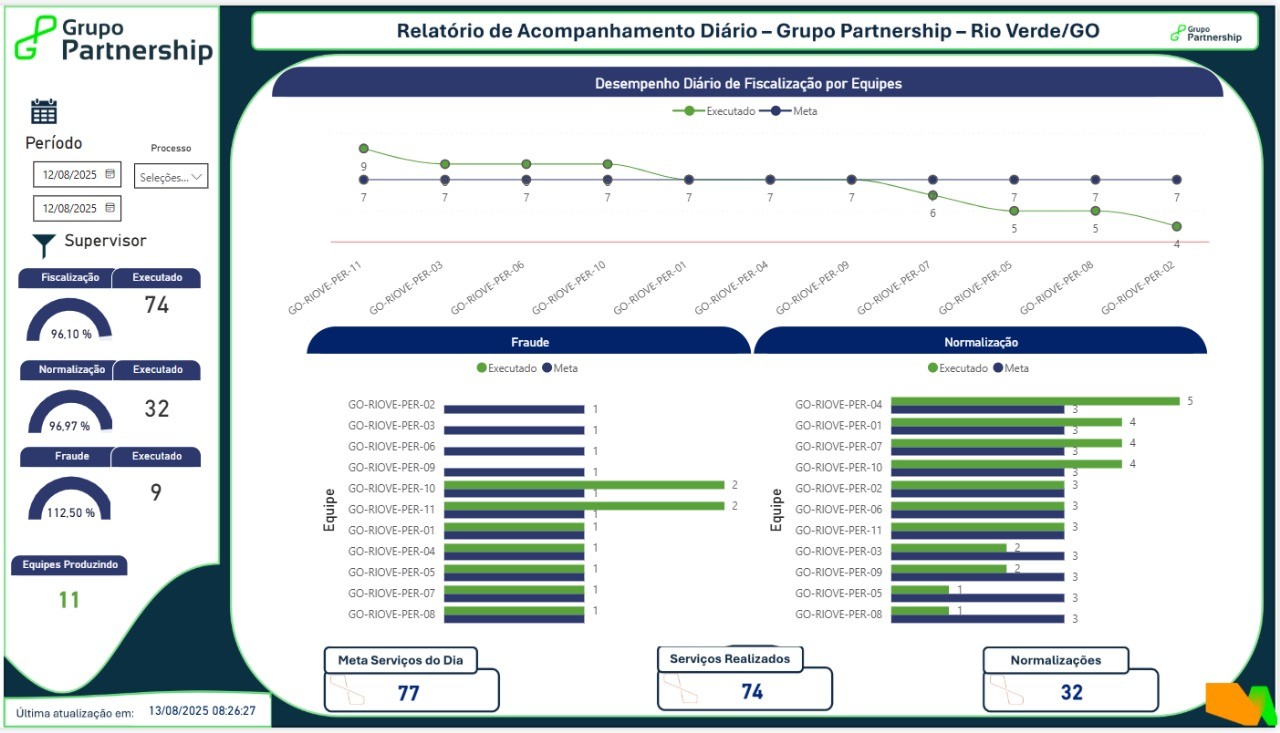 Grupo
Partnership
Relatório de Acompanhamento Diário – Grupo Partnership – Rio Verde/GO
Grupo
Partnership
Período
Processo
12/08/2025
Seleções...
12/08/2025
Supervisor
Fiscalização Executado
74
96,10 %
Normalização Executado
32
96,97 %
Fraude Executado
9
112,50 %
Equipes Produzindo
11
Última atualização em: 13/08/2025 08:26:27
Desempenho Diário de Fiscalização por Equipes
Executado Meta
9
7 7 7 7 7 7 7 7 7 7
6
5 5
4
GO-RIOVE-PER-11 GO-RIOVE-PER-03 GO-RIOVE-PER-06 GO-RIOVE-PER-10 GO-RIOVE-PER-01 GO-RIOVE-PER-04 GO-RIOVE-PER-09 GO-RIOVE-PER-07 GO-RIOVE-PER-05 GO-RIOVE-PER-08 GO-RIOVE-PER-02
Fraude
Executado Meta
Equipe
GO-RIOVE-PER-02 1
GO-RIOVE-PER-03 1
GO-RIOVE-PER-06 1
GO-RIOVE-PER-09 1
GO-RIOVE-PER-10 2
1
GO-RIOVE-PER-11 2
1
GO-RIOVE-PER-01 1
GO-RIOVE-PER-04 1
GO-RIOVE-PER-05 1
GO-RIOVE-PER-07 1
GO-RIOVE-PER-08 1
Normalização
Executado Meta
Equipe
GO-RIOVE-PER-04 5
3
GO-RIOVE-PER-01 4
3
GO-RIOVE-PER-07 4
3
GO-RIOVE-PER-10 4
3
GO-RIOVE-PER-02 3
GO-RIOVE-PER-06 3
GO-RIOVE-PER-11 3
GO-RIOVE-PER-03 2
3
GO-RIOVE-PER-09 2
3
GO-RIOVE-PER-05 1
3
GO-RIOVE-PER-08 1
3
Meta Serviços do Dia
77
Serviços Realizados
74
Normalizações
32